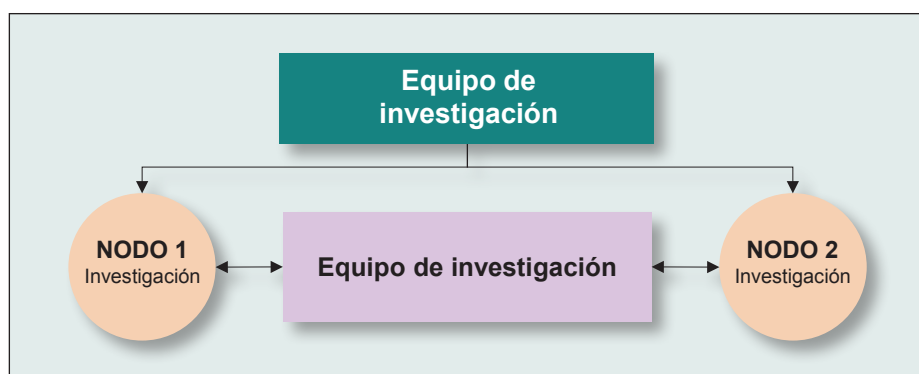 Equipo de
investigación
NODO 1
Investigación
Equipo de investigación
NODO 2
Investigación